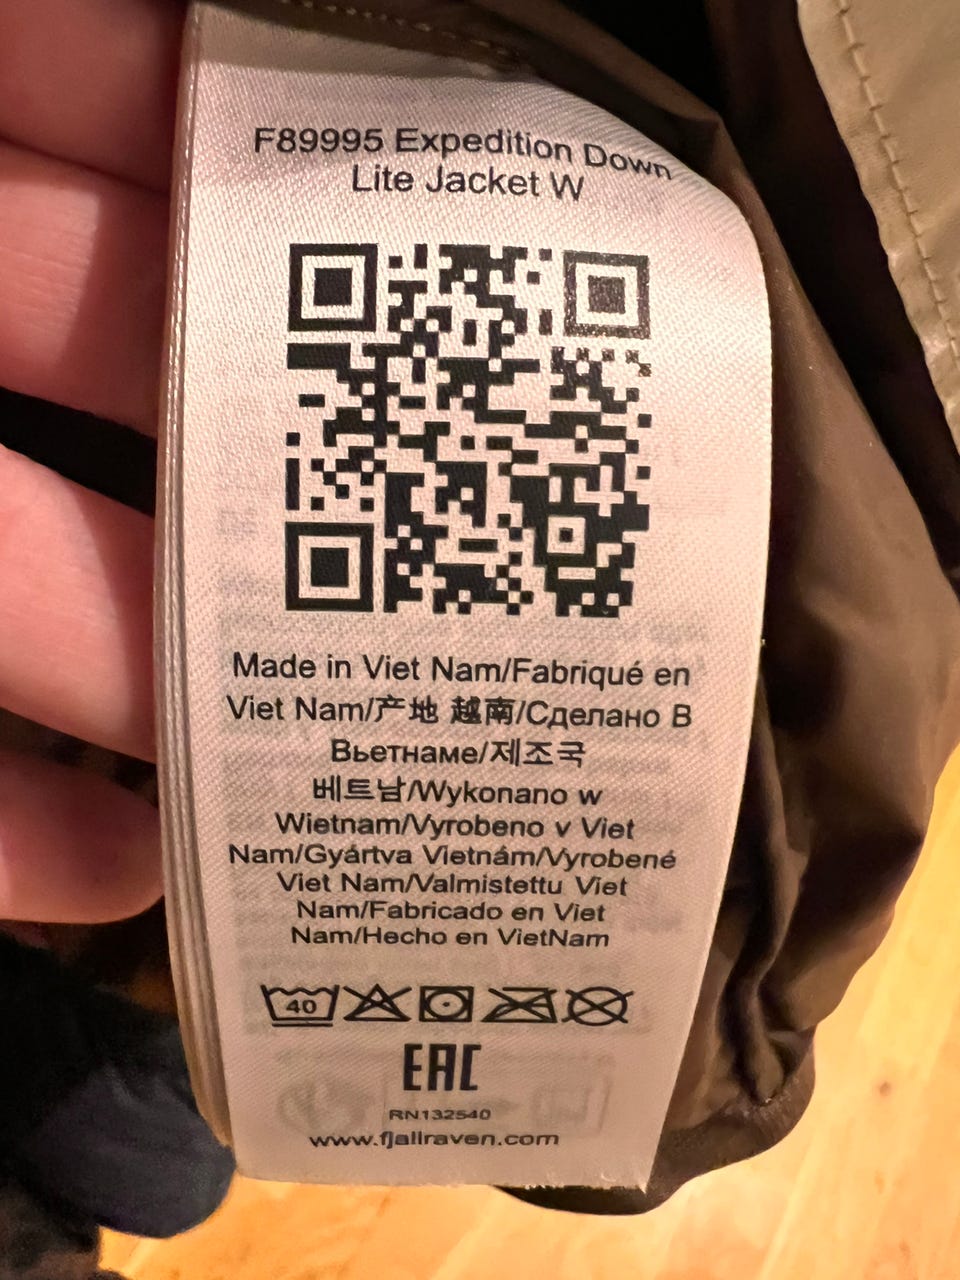 F89995 Expedition Down
Lite Jacket W
Made in Viet Nam/Fabriqué en
Viet Nam/产地 越南/Сделано В
Вьетнаме/제조국
베트남/Wykonano w
Wietnam/Vyrobeno v Viet
Nam/Gyártva Vietnám/Vyrobené
Viet Nam/Valmistettu Viet
Nam/Fabricado en Viet
Nam/Hecho en VietNam
40
EAC
RN132540
www.fjallraven.com